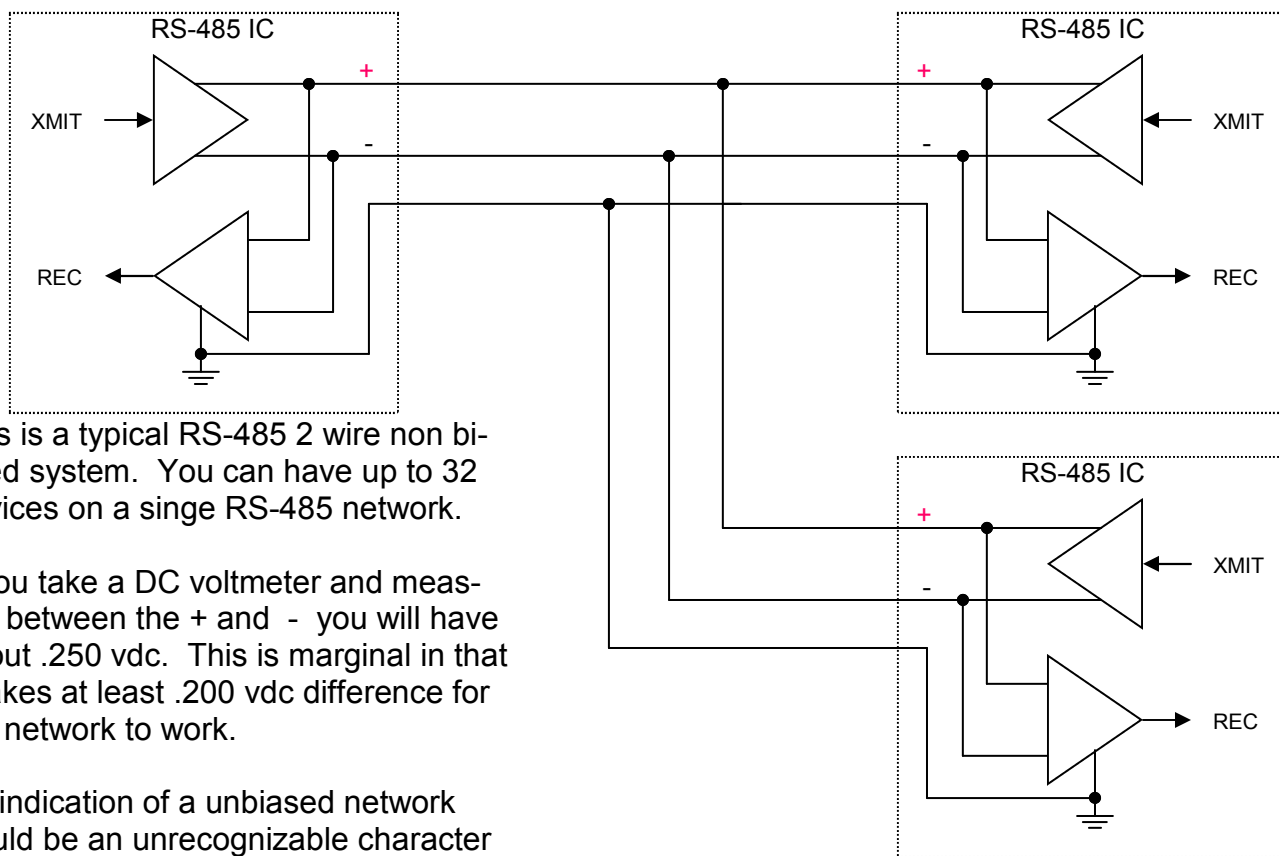 RS-485 IC
RS-485 IC
+
+
XMIT
XMIT
-
-
REC
REC
s is a typical RS-485 2 wire non bi-
ed system. You can have up to 32
vices on a singe RS-485 network.
RS-485 IC
+
ou take a DC voltmeter and meas-
XMIT
between the + and - you will have
-
out .250 vdc. This is marginal in that
akes at least .200 vdc difference for
network to work.
REC
indication of a unbiased network
uld be an unrecognizable character